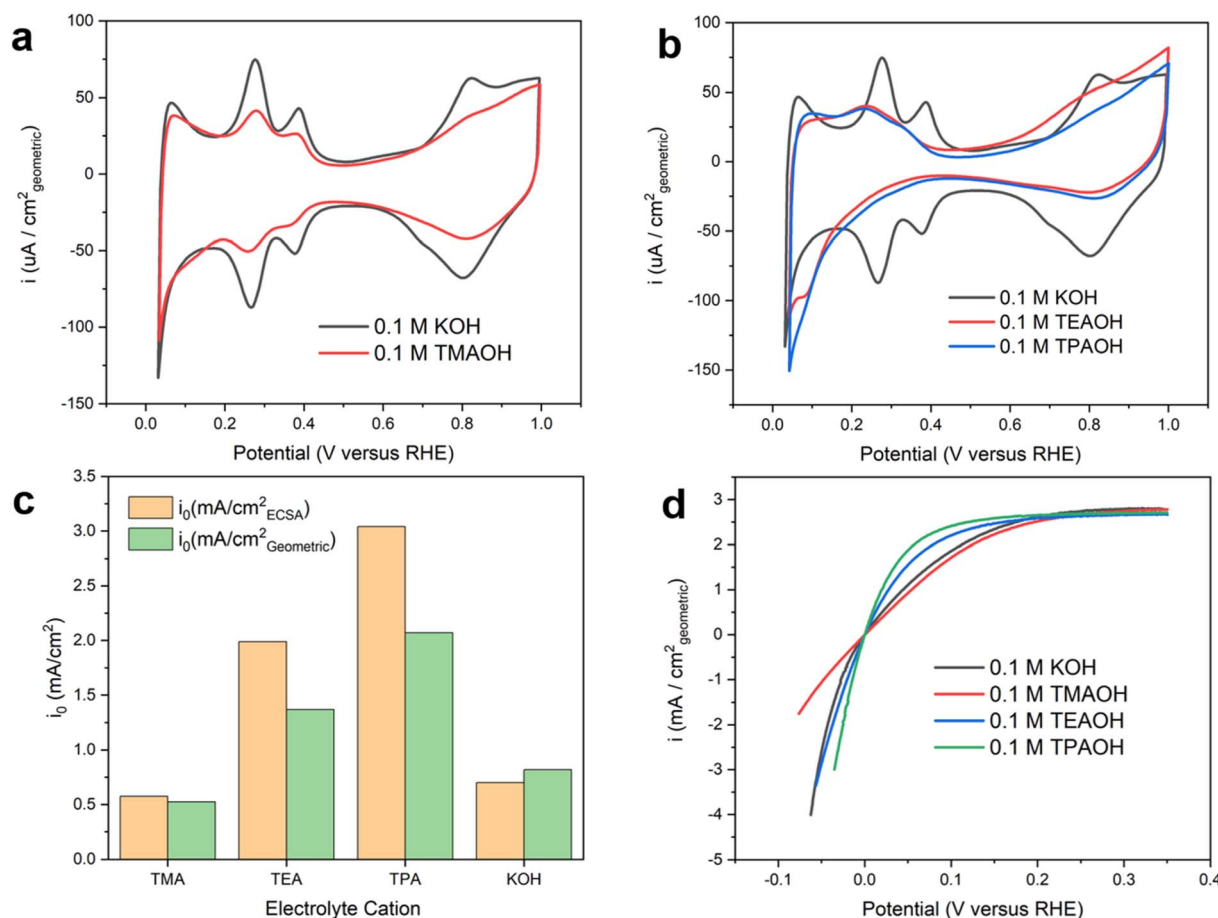 a
100
50
0
-50
-100
-150
i (uA / cm²geometric)
0.0 0.2 0.4 0.6 0.8 1.0
Potential (V versus RHE)
0.1 M KOH
0.1 M TMAOH
b
100
50
0
-50
-100
-150
i (uA / cm²geometric)
0.0 0.2 0.4 0.6 0.8 1.0
Potential (V versus RHE)
0.1 M KOH
0.1 M TEAOH
0.1 M TPAOH
c
3.5
3.0
2.5
2.0
1.5
1.0
0.5
0.0
i₀ (mA/cm²)
i₀(mA/cm²ECSA)
i₀(mA/cm²Geometric)
TMA TEA TPA KOH
Electrolyte Cation
d
3
2
1
0
-1
-2
-3
-4
-5
i (mA / cm²geometric)
-0.1 0.0 0.1 0.2 0.3 0.4
Potential (V versus RHE)
0.1 M KOH
0.1 M TMAOH
0.1 M TEAOH
0.1 M TPAOH